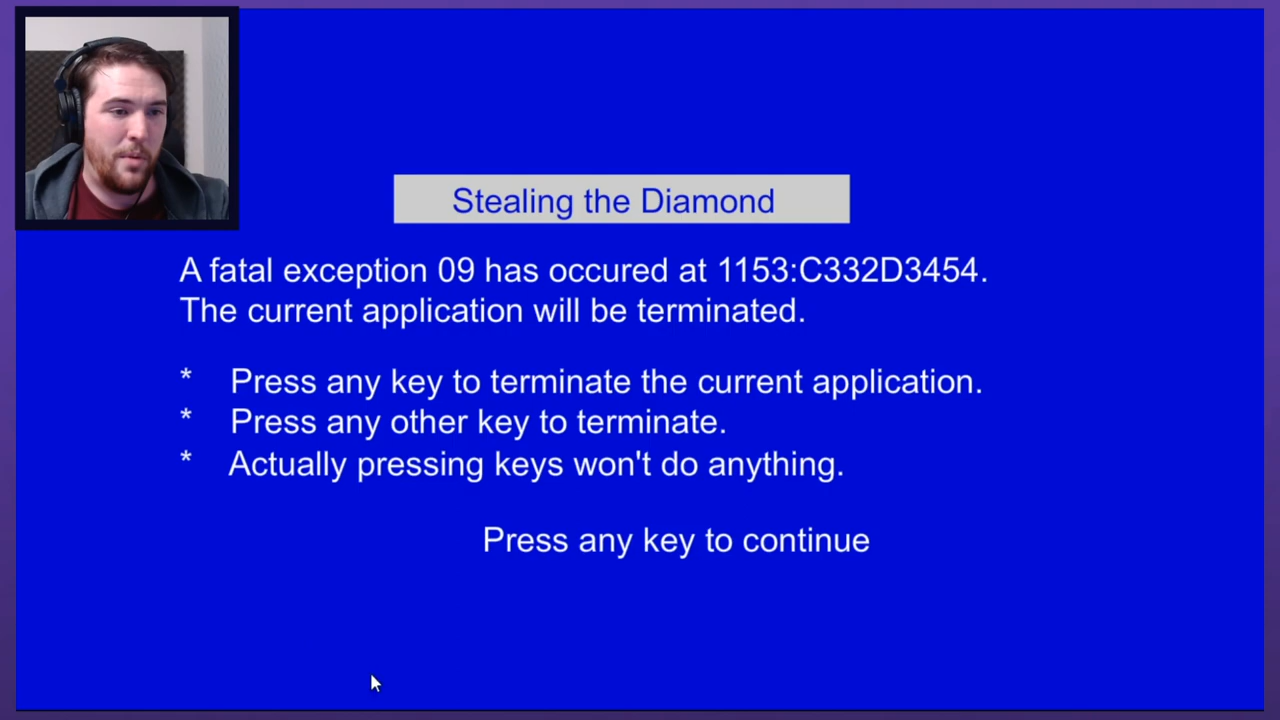 Stealing the Diamond
A fatal exception 09 has occured at 1153:C332D3454.
The current application will be terminated.
* Press any key to terminate the current application.
* Press any other key to terminate.
* Actually pressing keys won't do anything.
Press any key to continue